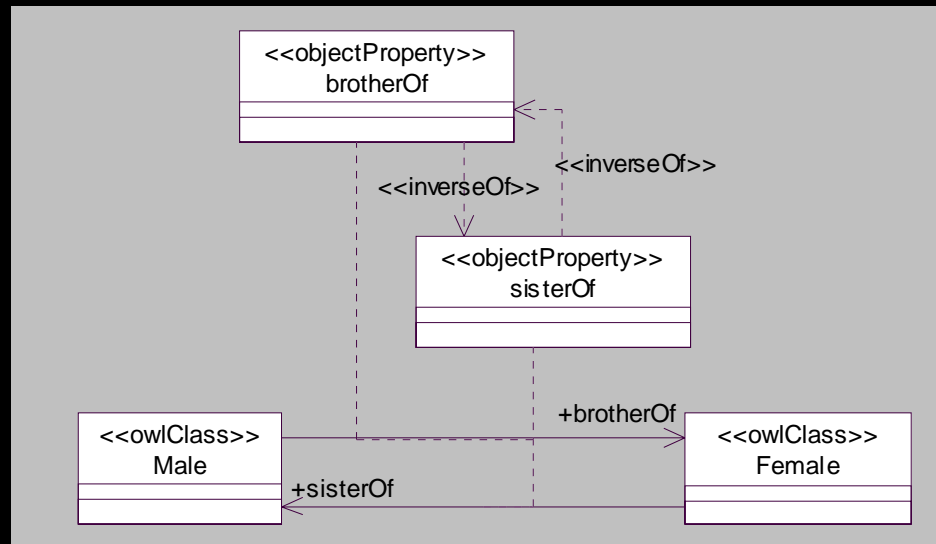 <<objectProperty>>
brotherOf
<<inverseOf>>
<<inverseOf>>
<<objectProperty>>
sisterOf
+brotherOf
<<owlClass>>
Male
<<owlClass>>
Female
+sisterOf